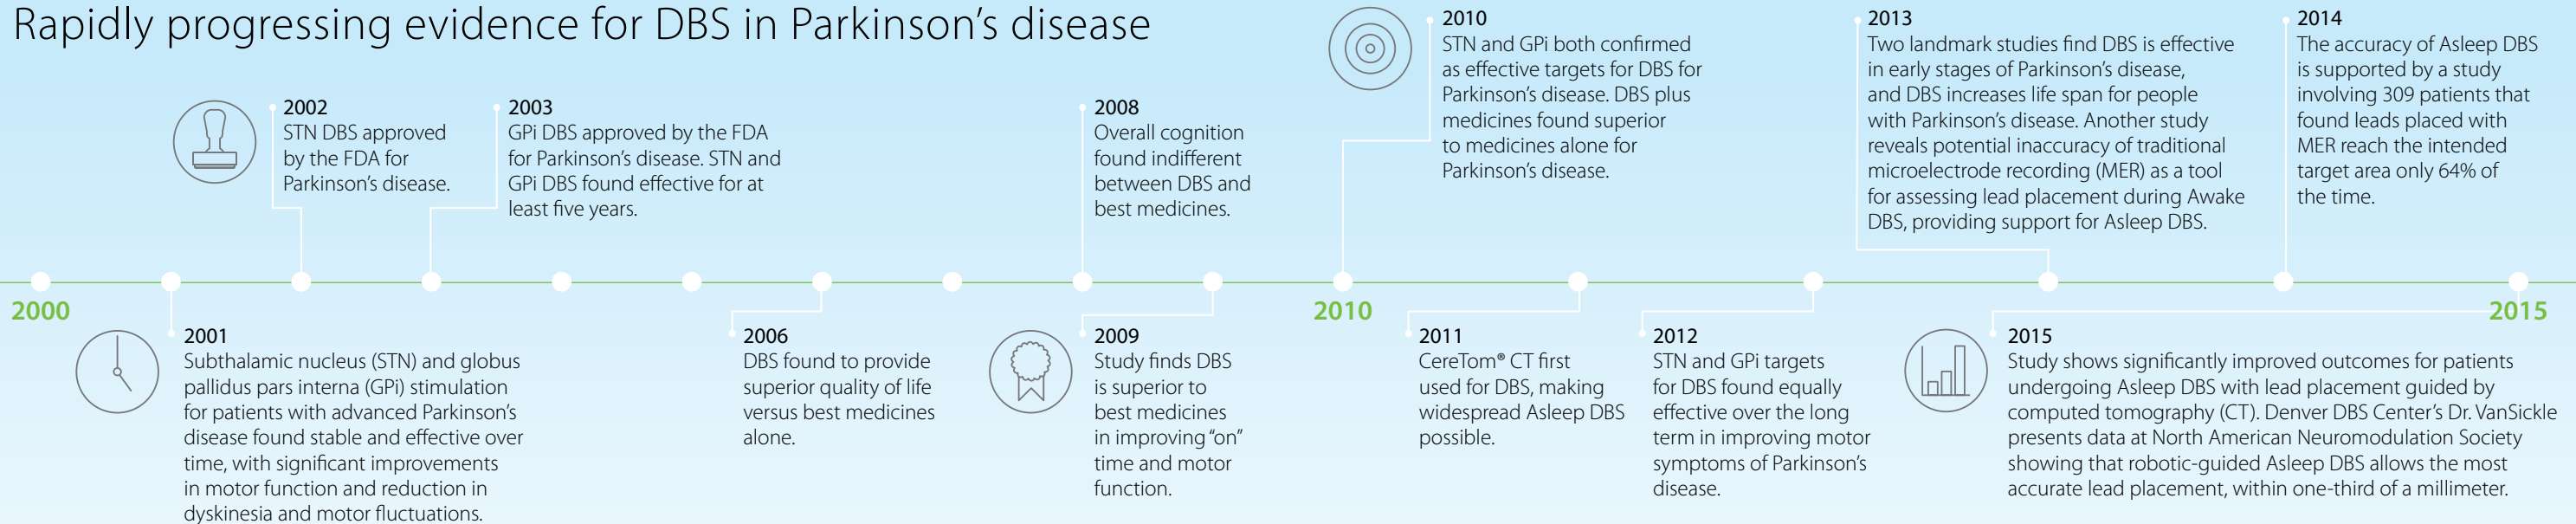 Rapidly progressing evidence for DBS in Parkinson’s disease
2002
STN DBS approved
by the FDA for
Parkinson’s disease.
2003
GPi DBS approved by the FDA
for Parkinson’s disease. STN and
GPi DBS found effective for at
least five years.
2008
Overall cognition
found indifferent
between DBS and
best medicines.
2010
STN and GPi both confirmed
as effective targets for DBS for
Parkinson’s disease. DBS plus
medicines found superior
to medicines alone for
Parkinson’s disease.
2013
Two landmark studies find DBS is effective
in early stages of Parkinson’s disease,
and DBS increases life span for people
with Parkinson’s disease. Another study
reveals potential inaccuracy of traditional
microelectrode recording (MER) as a tool
for assessing lead placement during Awake
DBS, providing support for Asleep DBS.
2014
The accuracy of Asleep DBS
is supported by a study
involving 309 patients that
found leads placed with
MER reach the intended
target area only 64% of
the time.
2000
2010
2015
2001
Subthalamic nucleus (STN) and globus
pallidus pars interna (GPi) stimulation
for patients with advanced Parkinson’s
disease found stable and effective over
time, with significant improvements
in motor function and reduction in
dyskinesia and motor fluctuations.
2006
DBS found to provide
superior quality of life
versus best medicines
alone.
2009
Study finds DBS
is superior to
best medicines
in improving “on”
time and motor
function.
2011
CereTom® CT first
used for DBS, making
widespread Asleep DBS
possible.
2012
STN and GPi targets
for DBS found equally
effective over the long
term in improving motor
symptoms of Parkinson’s
disease.
2015
Study shows significantly improved outcomes for patients
undergoing Asleep DBS with lead placement guided by
computed tomography (CT). Denver DBS Center’s Dr. VanSickle
presents data at North American Neuromodulation Society
showing that robotic-guided Asleep DBS allows the most
accurate lead placement, within one-third of a millimeter.